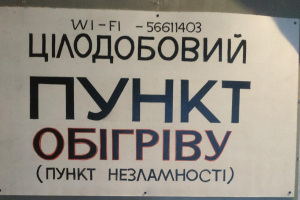 WI-FI - 56611403
ЦІЛОДОБОВИЙ
ПУНКТ
ОБІГРІВУ
(ПУНКТ НЕЗЛАМНОСТІ)